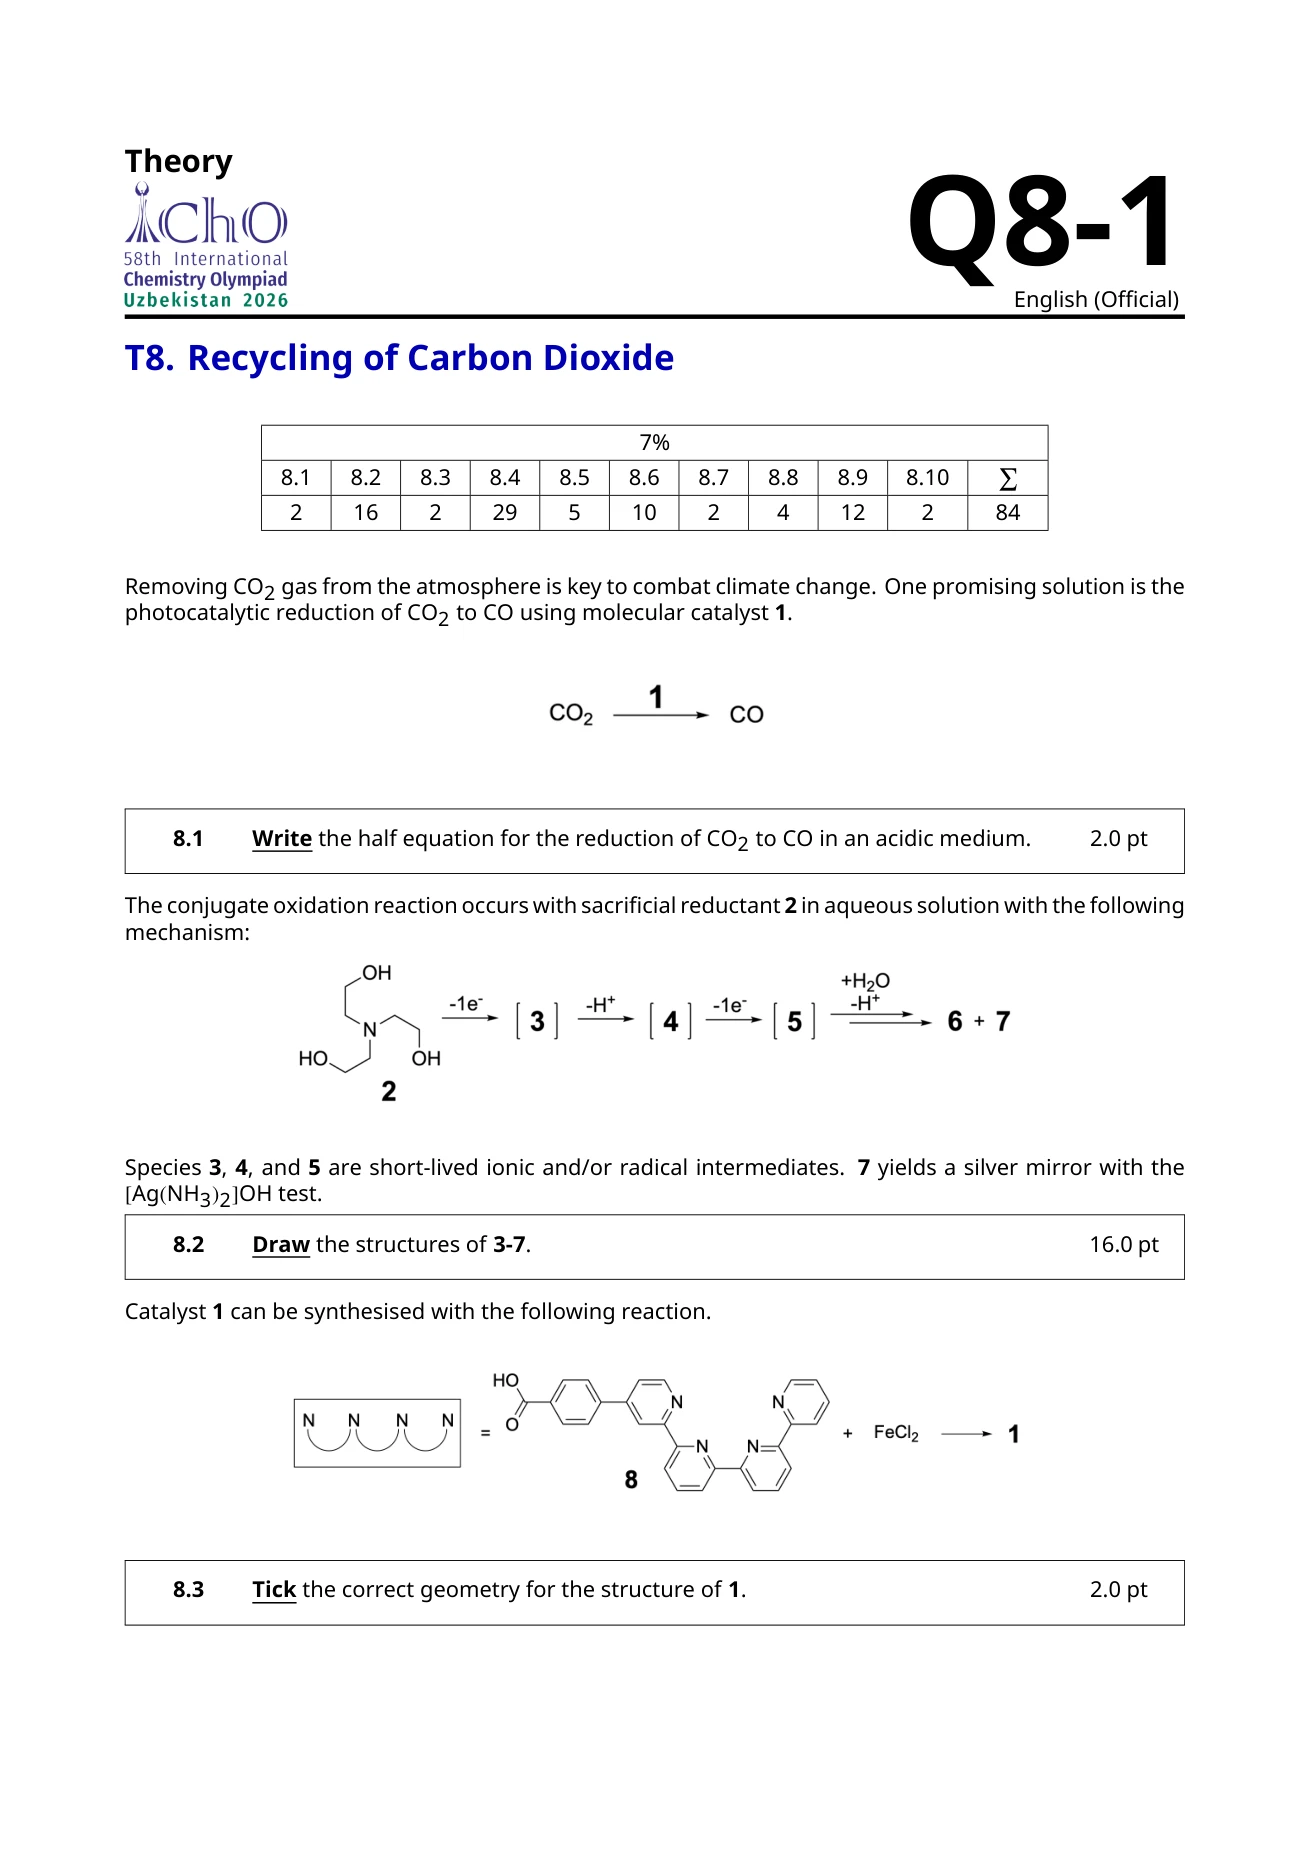 Theory
IChO
58th International
Chemistry Olympiad
Uzbekistan 2026
Q8-1
English (Official)
T8. Recycling of Carbon Dioxide
7%
8.1 8.2 8.3 8.4 8.5 8.6 8.7 8.8 8.9 8.10 ∑
2 16 2 29 5 10 2 4 12 2 84
Removing CO2 gas from the atmosphere is key to combat climate change. One promising solution is the
photocatalytic reduction of CO2 to CO using molecular catalyst 1.
CO2 1 CO
8.1 Write the half equation for the reduction of CO2 to CO in an acidic medium. 2.0 pt
The conjugate oxidation reaction occurs with sacrificial reductant 2 in aqueous solution with the following
mechanism:
OH
N
HO
OH
2
-1e-
[ 3 ]
-H+
[ 4 ]
-1e-
[ 5 ]
+H2O
-H+
6 + 7
Species 3, 4, and 5 are short-lived ionic and/or radical intermediates. 7 yields a silver mirror with the
[Ag(NH3)2]OH test.
8.2 Draw the structures of 3-7. 16.0 pt
Catalyst 1 can be synthesised with the following reaction.
N N N N
=
HO
O
N
N
N
N
8
+ FeCl2 1
8.3 Tick the correct geometry for the structure of 1. 2.0 pt